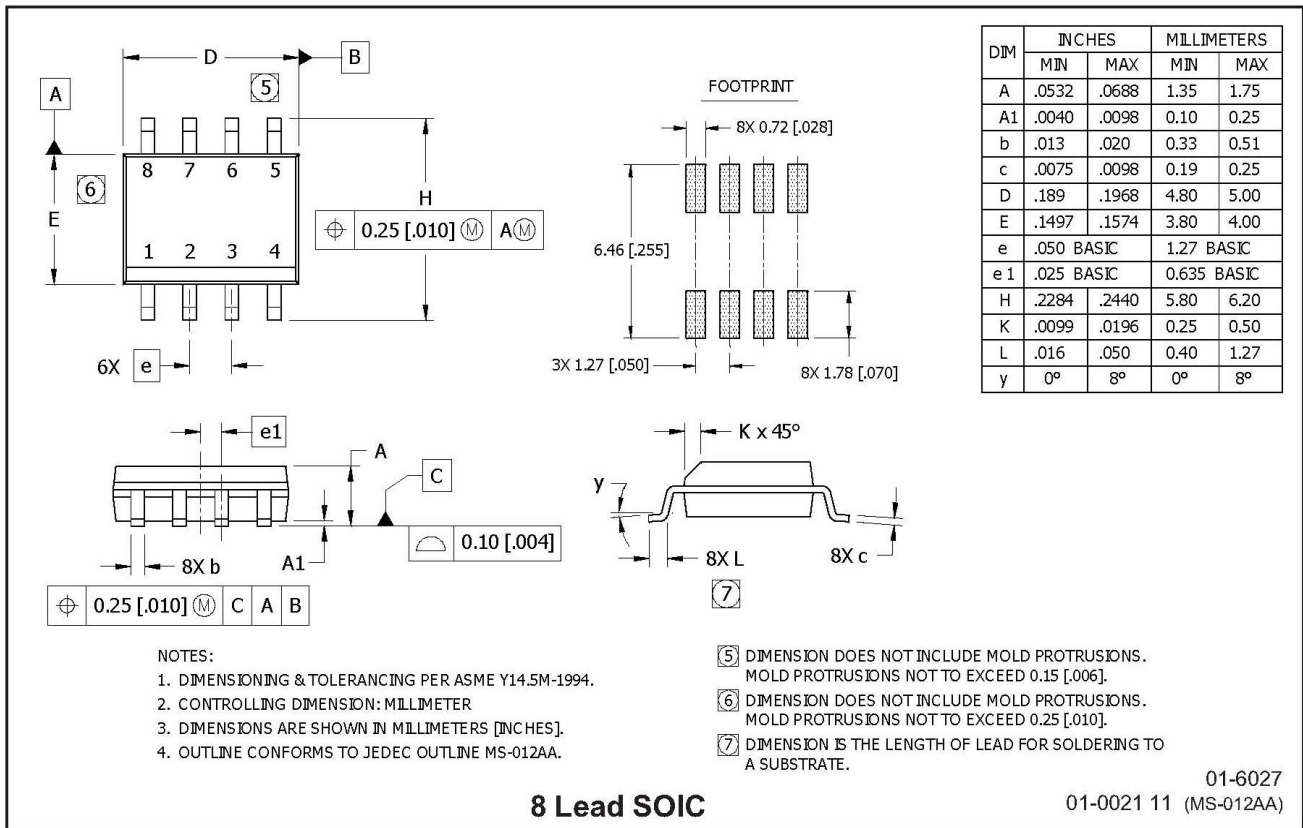 D
B
5
A
8 7 6 5
6
E
H
⌖ 0.25 [.010] Ⓜ A Ⓜ
1 2 3 4
6X e
FOOTPRINT
8X 0.72 [.028]
6.46 [.255]
3X 1.27 [.050]
8X 1.78 [.070]
DIM INCHES MILLIMETERS
MIN MAX MIN MAX
A .0532 .0688 1.35 1.75
A1 .0040 .0098 0.10 0.25
b .013 .020 0.33 0.51
c .0075 .0098 0.19 0.25
D .189 .1968 4.80 5.00
E .1497 .1574 3.80 4.00
e .050 BASIC 1.27 BASIC
e 1 .025 BASIC 0.635 BASIC
H .2284 .2440 5.80 6.20
K .0099 .0196 0.25 0.50
L .016 .050 0.40 1.27
y 0° 8° 0° 8°
e1
A
C
0.10 [.004]
A1
8X b
⌖ 0.25 [.010] Ⓜ C A B
K x 45°
y
8X L
8X c
7
NOTES:
1. DIMENSIONING & TOLERANCING PER ASME Y14.5M-1994.
2. CONTROLLING DIMENSION: MILLIMETER
3. DIMENSIONS ARE SHOWN IN MILLIMETERS [INCHES].
4. OUTLINE CONFORMS TO JEDEC OUTLINE MS-012AA.
5 DIMENSION DOES NOT INCLUDE MOLD PROTRUSIONS.
MOLD PROTRUSIONS NOT TO EXCEED 0.15 [.006].
6 DIMENSION DOES NOT INCLUDE MOLD PROTRUSIONS.
MOLD PROTRUSIONS NOT TO EXCEED 0.25 [.010].
7 DIMENSION IS THE LENGTH OF LEAD FOR SOLDERING TO
A SUBSTRATE.
8 Lead SOIC
01-6027
01-0021 11 (MS-012AA)